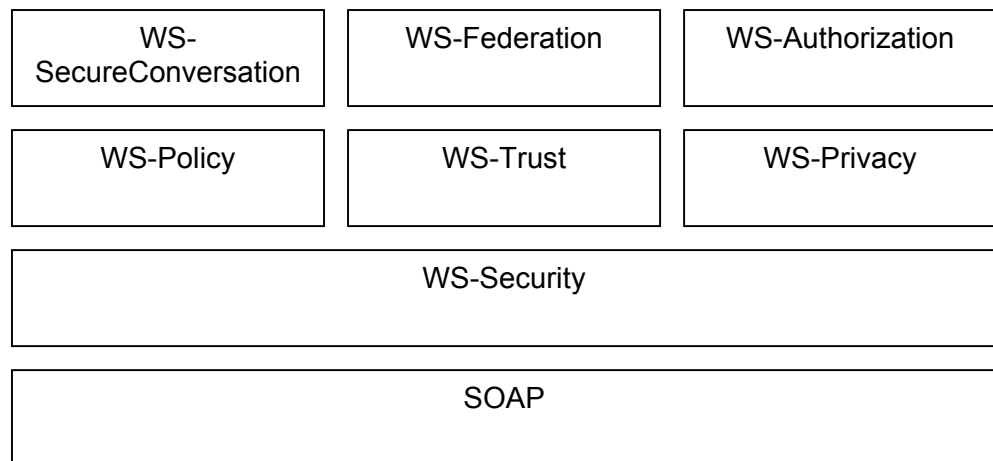 WS-
SecureConversation
WS-Federation
WS-Authorization
WS-Policy
WS-Trust
WS-Privacy
WS-Security
SOAP